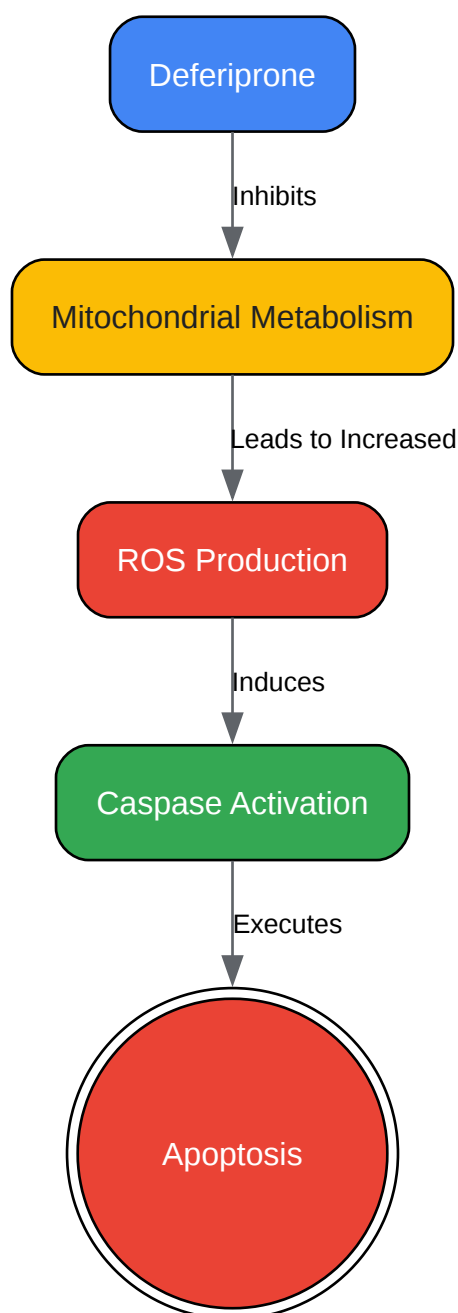 Deferiprone
Inhibits
Mitochondrial Metabolism
Leads to Increased
ROS Production
Induces
Caspase Activation
Executes
Apoptosis